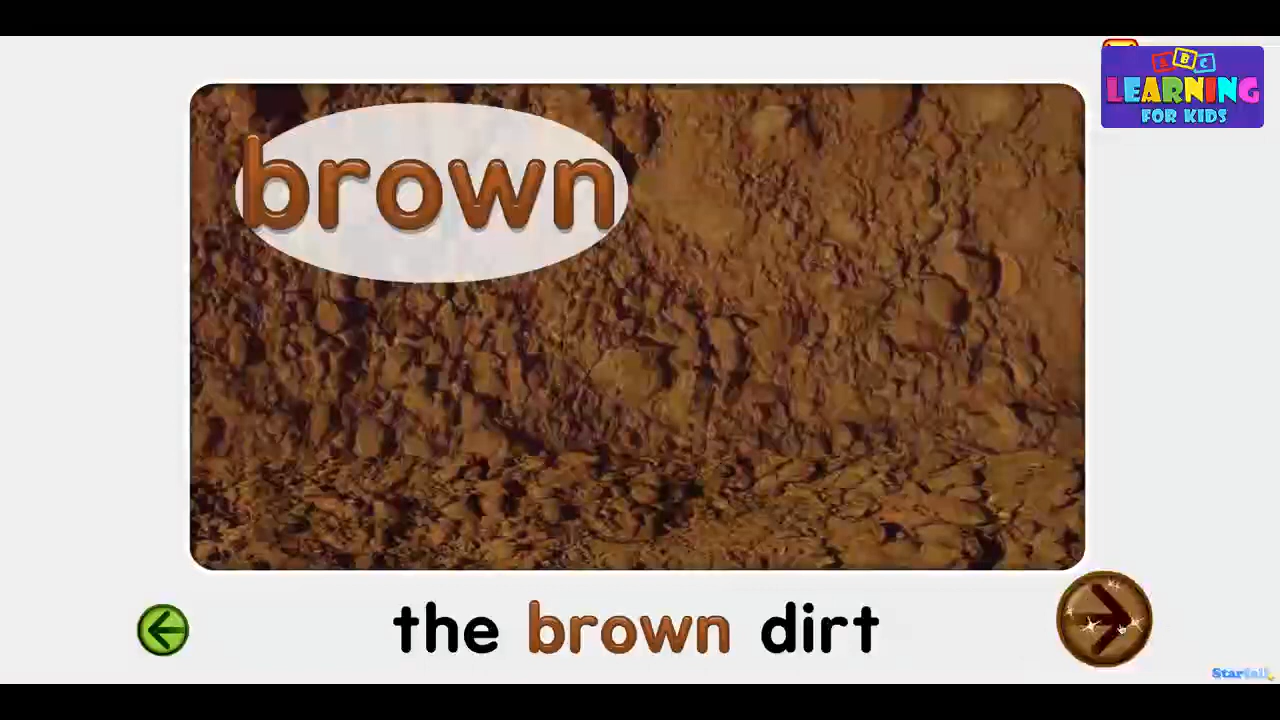 ABC
LEARNING
FOR KIDS
brown
the brown dirt
Starfall